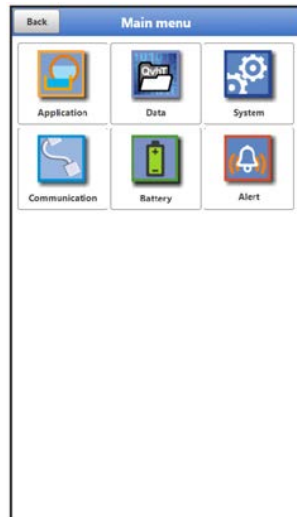 Back
Main menu
QvhT
Application
Data
System
Communication
Battery
Alert